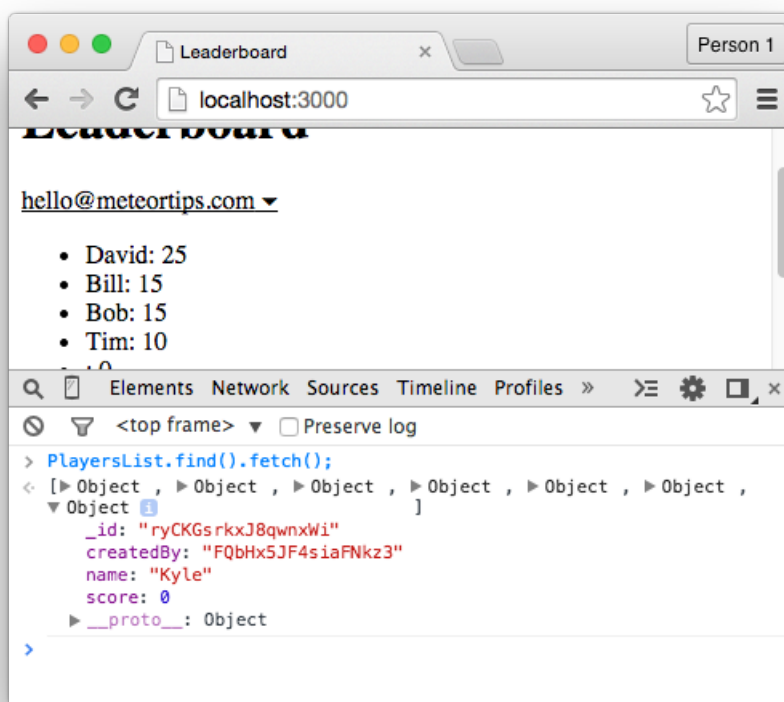 Leaderboard
Person 1
localhost:3000
Leaderboard
hello@meteortips.com ▼
• David: 25
• Bill: 15
• Bob: 15
• Tim: 10
Elements Network Sources Timeline Profiles »
<top frame> ▼ Preserve log
> PlayersList.find().fetch();
[▶ Object , ▶ Object , ▶ Object , ▶ Object , ▶ Object , ▶ Object ,
▼ Object i ]
_id: "ryCKGsrkxJ8qwnxWi"
createdBy: "FQbHx5JF4siaFNkz3"
name: "Kyle"
score: 0
▶ __proto__: Object
>